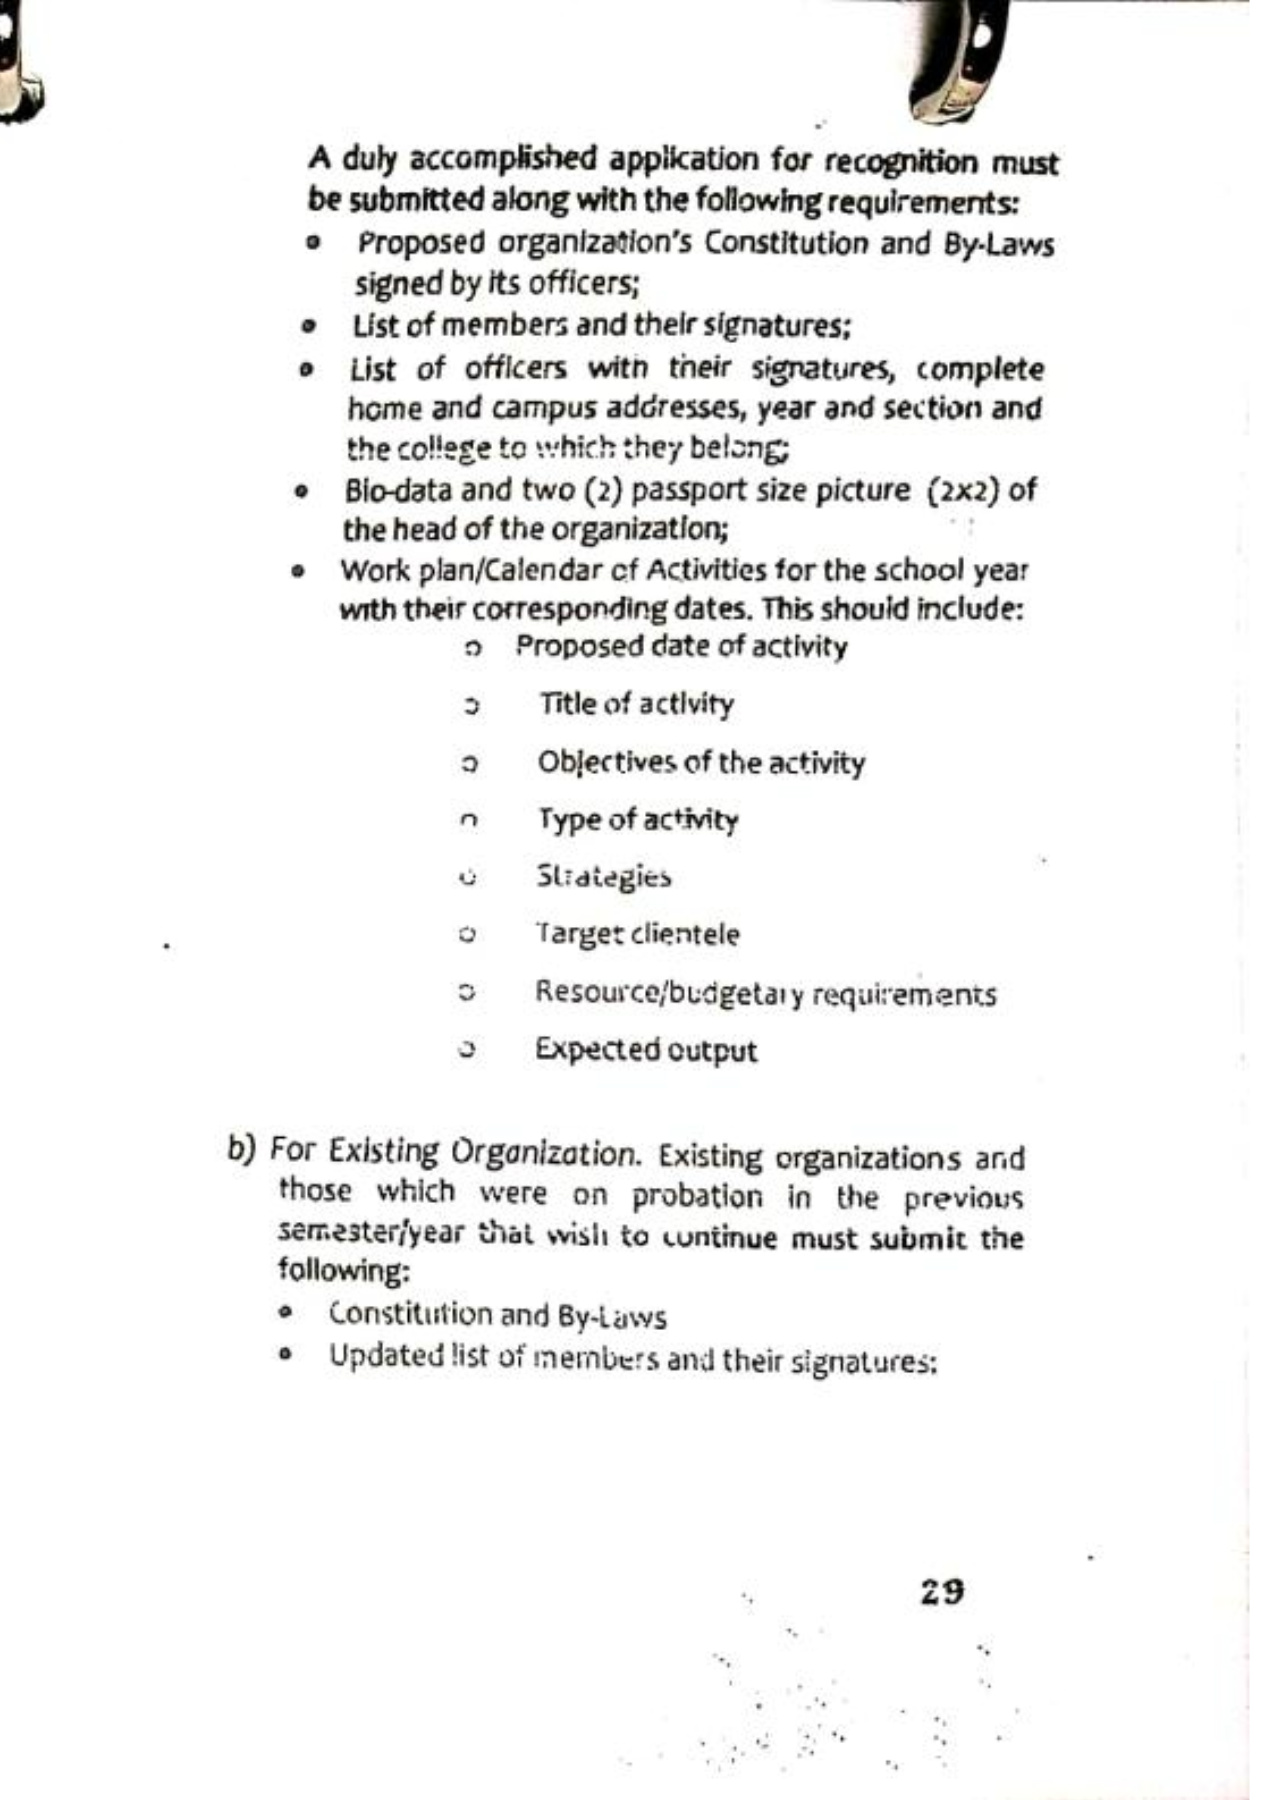 A duly accomplished application for recognition must
be submitted along with the following requirements:
• Proposed organization's Constitution and By-Laws
signed by its officers;
• List of members and their signatures;
• List of officers with their signatures, complete
home and campus addresses, year and section and
the college to which they belong;
• Bio-data and two (2) passport size picture (2x2) of
the head of the organization;
• Work plan/Calendar of Activities for the school year
with their corresponding dates. This should include:
o Proposed date of activity
o Title of activity
o Objectives of the activity
o Type of activity
o Strategies
o Target clientele
o Resource/budgetary requirements
o Expected output
b) For Existing Organization. Existing organizations and
those which were on probation in the previous
semester/year that wish to continue must submit the
following:
• Constitution and By-Laws
• Updated list of members and their signatures;
29